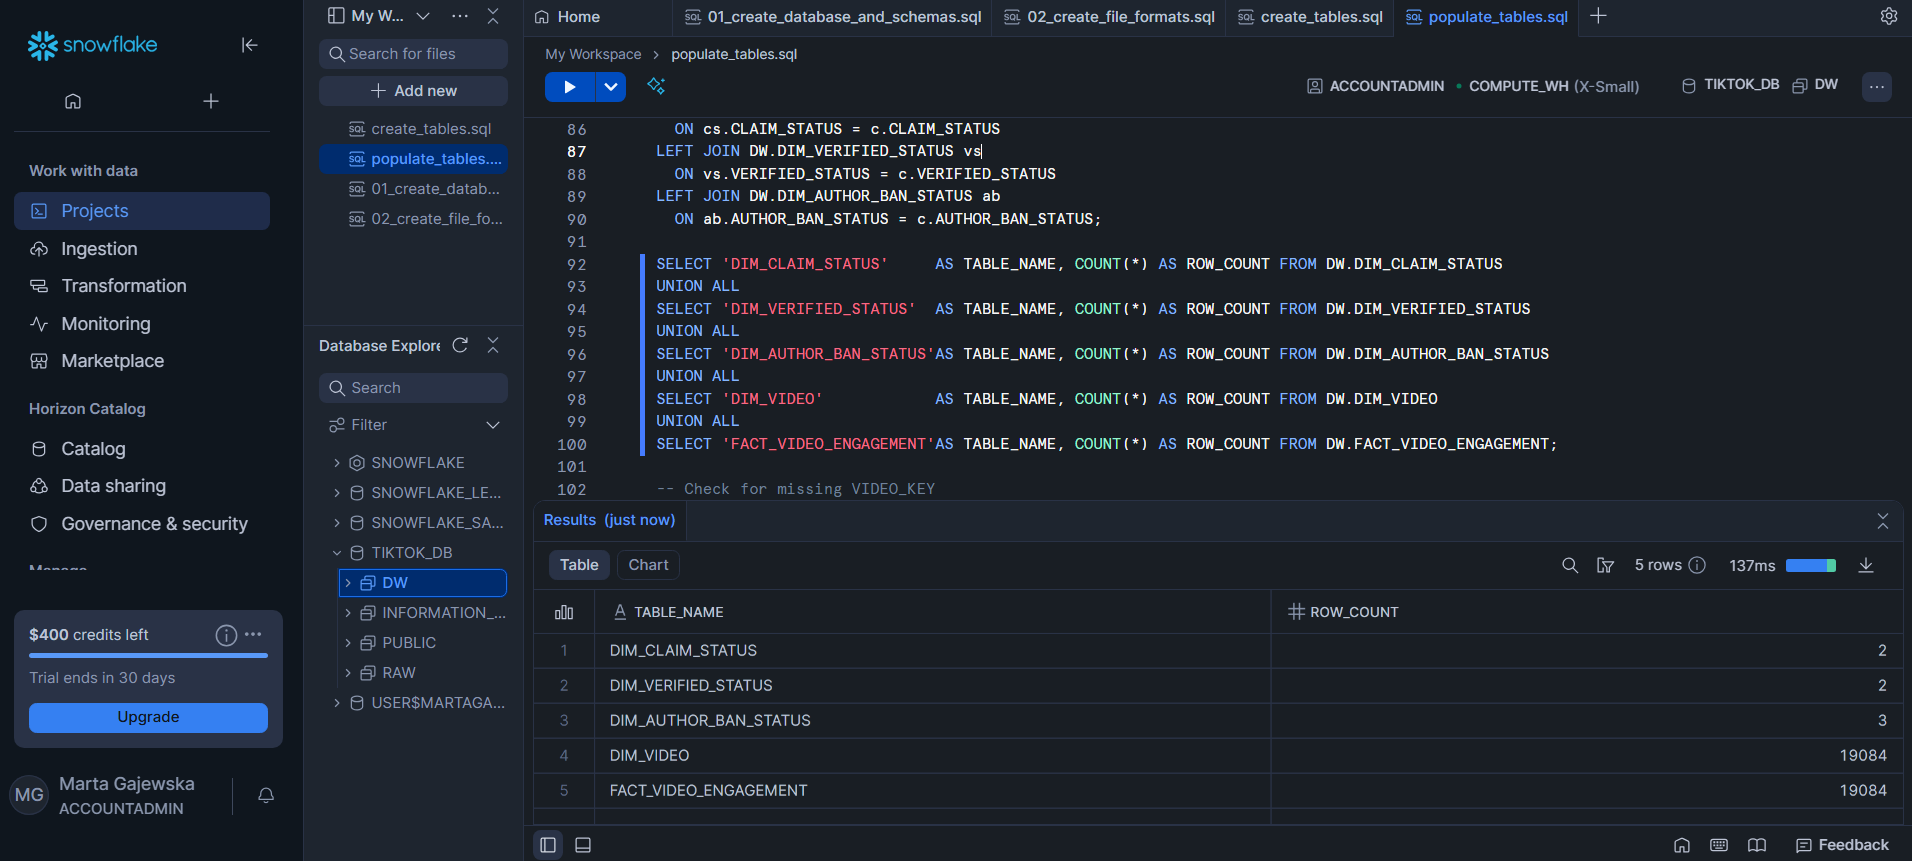 snowflake
Work with data
Projects
Ingestion
Transformation
Monitoring
Marketplace
Horizon Catalog
Catalog
Data sharing
Governance & security
Manage
$400 credits left
Trial ends in 30 days
Upgrade
MG
Marta Gajewska
ACCOUNTADMIN
My W...
Search for files
Add new
create_tables.sql
populate_tables....
01_create_datab...
02_create_file_fo...
Database Explore
Search
Filter
SNOWFLAKE
SNOWFLAKE_LE...
SNOWFLAKE_SA...
TIKTOK_DB
DW
INFORMATION_...
PUBLIC
RAW
USER$MARTAGA...
Home
01_create_database_and_schemas.sql
02_create_file_formats.sql
create_tables.sql
populate_tables.sql
My Workspace > populate_tables.sql
ACCOUNTADMIN
COMPUTE_WH (X-Small)
TIKTOK_DB
DW
86 ON cs.CLAIM_STATUS = c.CLAIM_STATUS
87 LEFT JOIN DW.DIM_VERIFIED_STATUS vs
88 ON vs.VERIFIED_STATUS = c.VERIFIED_STATUS
89 LEFT JOIN DW.DIM_AUTHOR_BAN_STATUS ab
90 ON ab.AUTHOR_BAN_STATUS = c.AUTHOR_BAN_STATUS;
91
92 SELECT 'DIM_CLAIM_STATUS' AS TABLE_NAME, COUNT(*) AS ROW_COUNT FROM DW.DIM_CLAIM_STATUS
93 UNION ALL
94 SELECT 'DIM_VERIFIED_STATUS' AS TABLE_NAME, COUNT(*) AS ROW_COUNT FROM DW.DIM_VERIFIED_STATUS
95 UNION ALL
96 SELECT 'DIM_AUTHOR_BAN_STATUS'AS TABLE_NAME, COUNT(*) AS ROW_COUNT FROM DW.DIM_AUTHOR_BAN_STATUS
97 UNION ALL
98 SELECT 'DIM_VIDEO' AS TABLE_NAME, COUNT(*) AS ROW_COUNT FROM DW.DIM_VIDEO
99 UNION ALL
100 SELECT 'FACT_VIDEO_ENGAGEMENT'AS TABLE_NAME, COUNT(*) AS ROW_COUNT FROM DW.FACT_VIDEO_ENGAGEMENT;
101
102 -- Check for missing VIDEO_KEY
Results (just now)
Table Chart
5 rows 137ms
TABLE_NAME ROW_COUNT
1 DIM_CLAIM_STATUS 2
2 DIM_VERIFIED_STATUS 2
3 DIM_AUTHOR_BAN_STATUS 3
4 DIM_VIDEO 19084
5 FACT_VIDEO_ENGAGEMENT 19084
Feedback